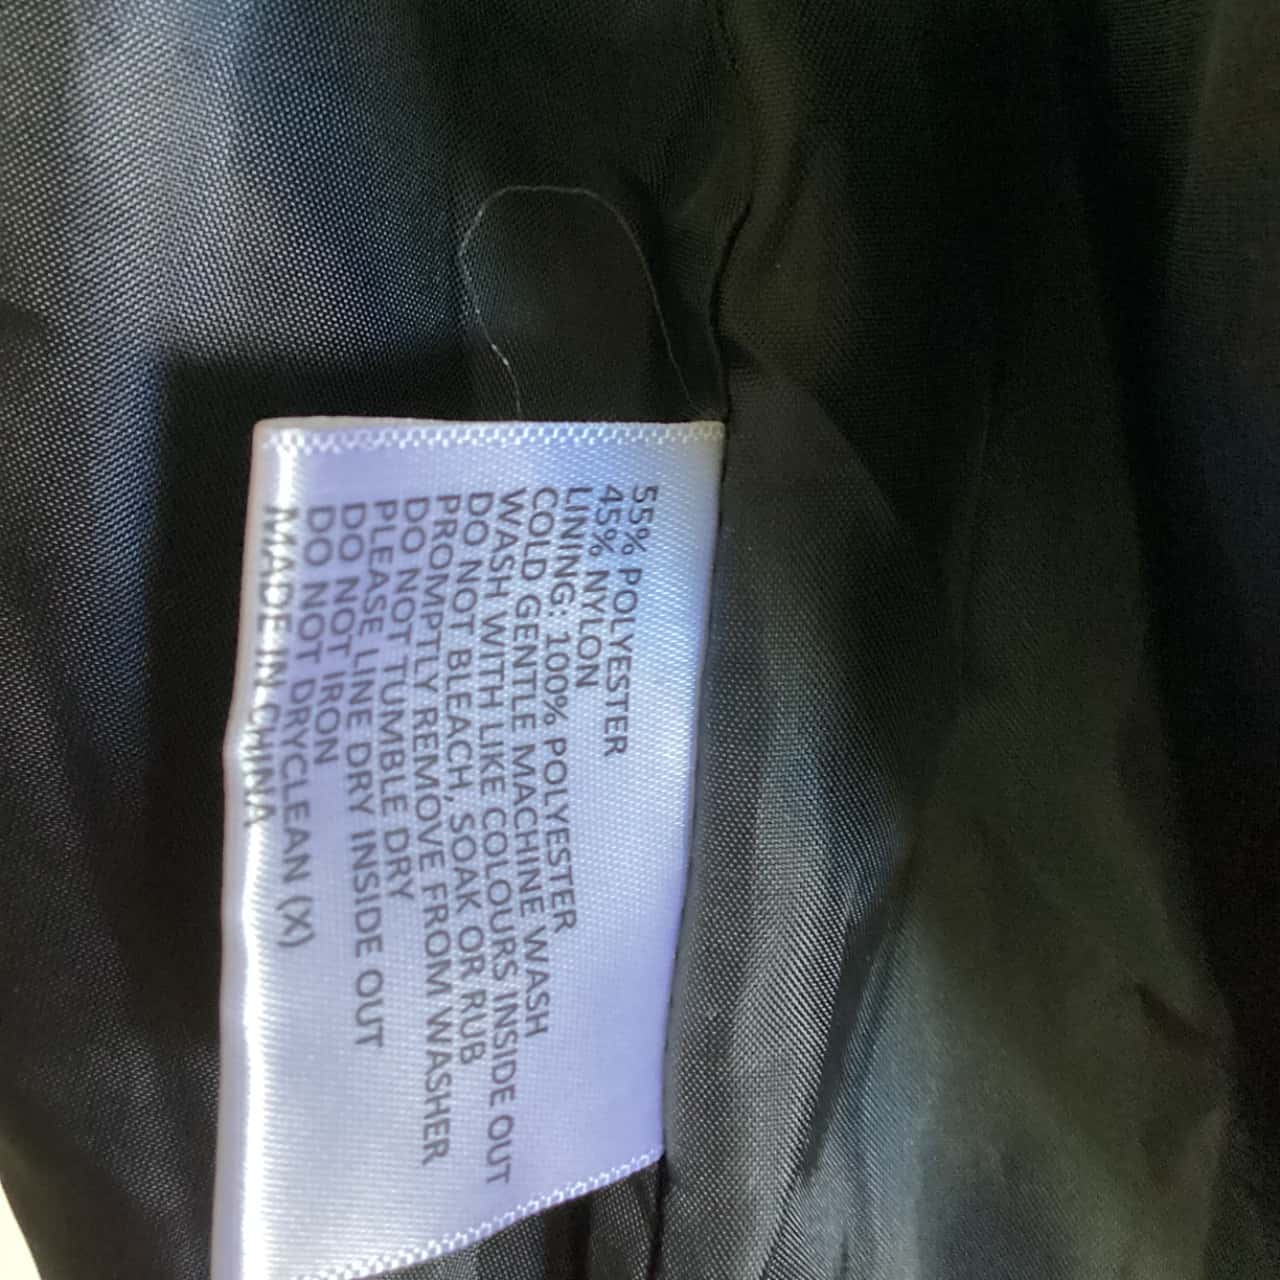 55% POLYESTER
45% NYLON
LINING: 100% POLYESTER
COLD GENTLE MACHINE WASH
WASH WITH LIKE COLOURS INSIDE OUT
DO NOT BLEACH, SOAK OR RUB
PROMPTLY REMOVE FROM WASHER
DO NOT TUMBLE DRY
PLEASE LINE DRY INSIDE OUT
DO NOT IRON
DO NOT DRYCLEAN (X)
MADE IN CHINA